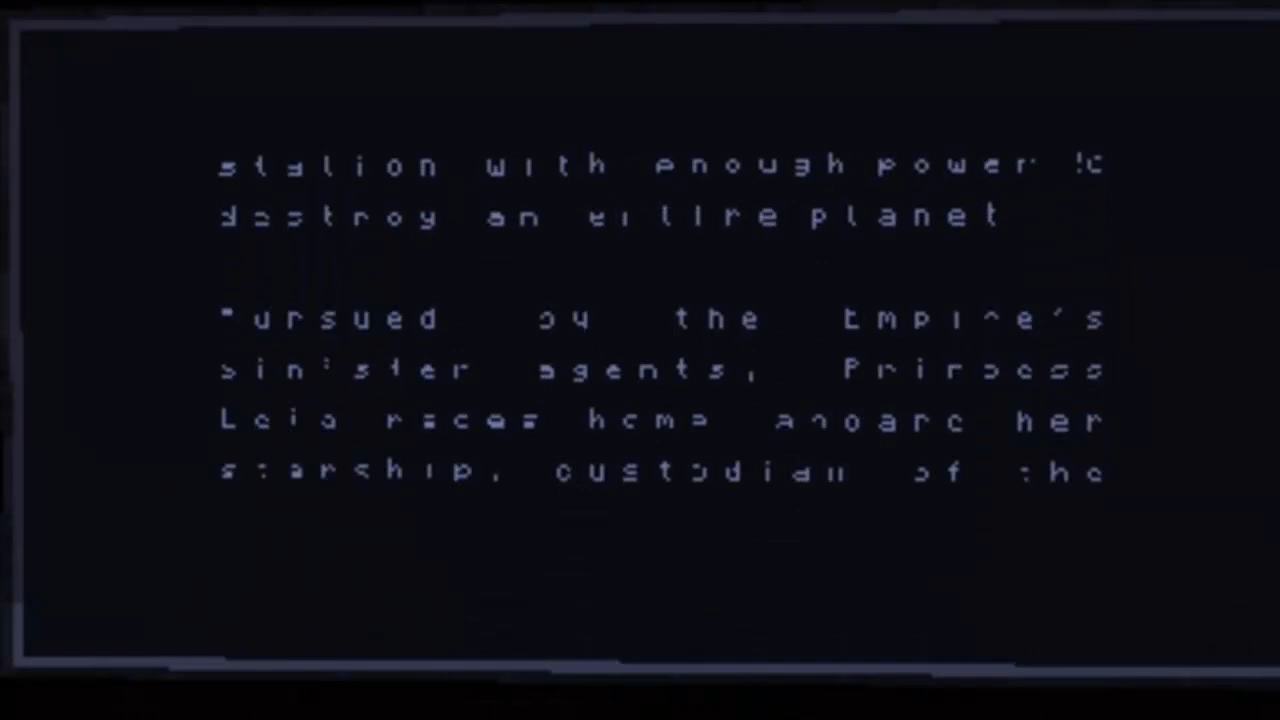 station with enough power to
destroy an entire planet
Pursued by the Empire's
sinister agents, Princess
Leia races home aboard her
starship, custodian of the